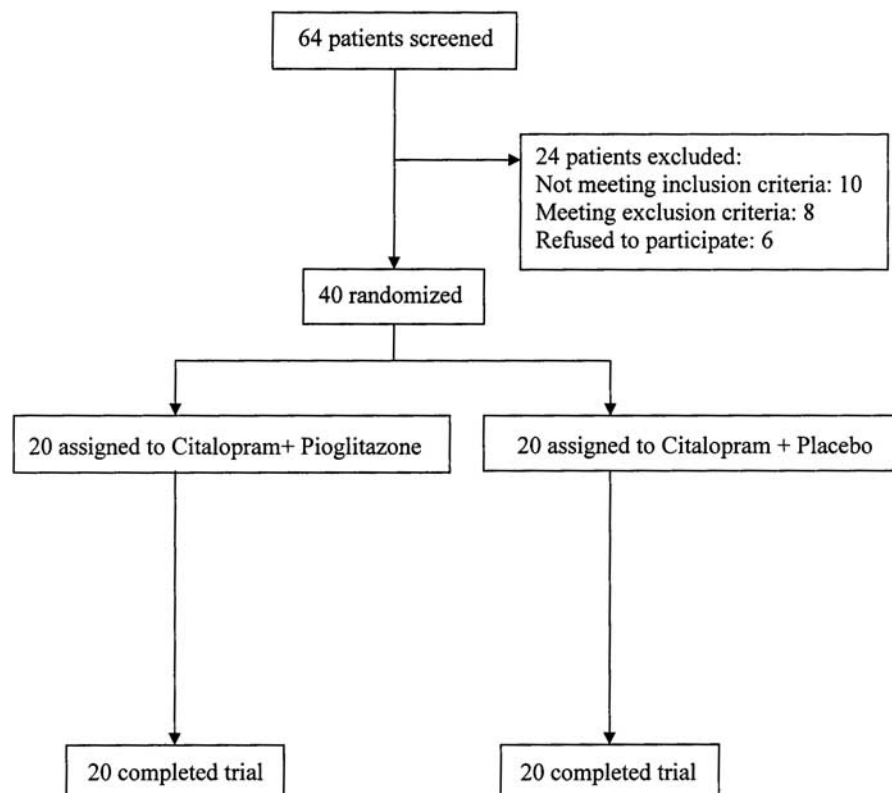 64 patients screened
24 patients excluded:
Not meeting inclusion criteria: 10
Meeting exclusion criteria: 8
Refused to participate: 6
40 randomized
20 assigned to Citalopram+ Pioglitazone
20 assigned to Citalopram + Placebo
20 completed trial
20 completed trial